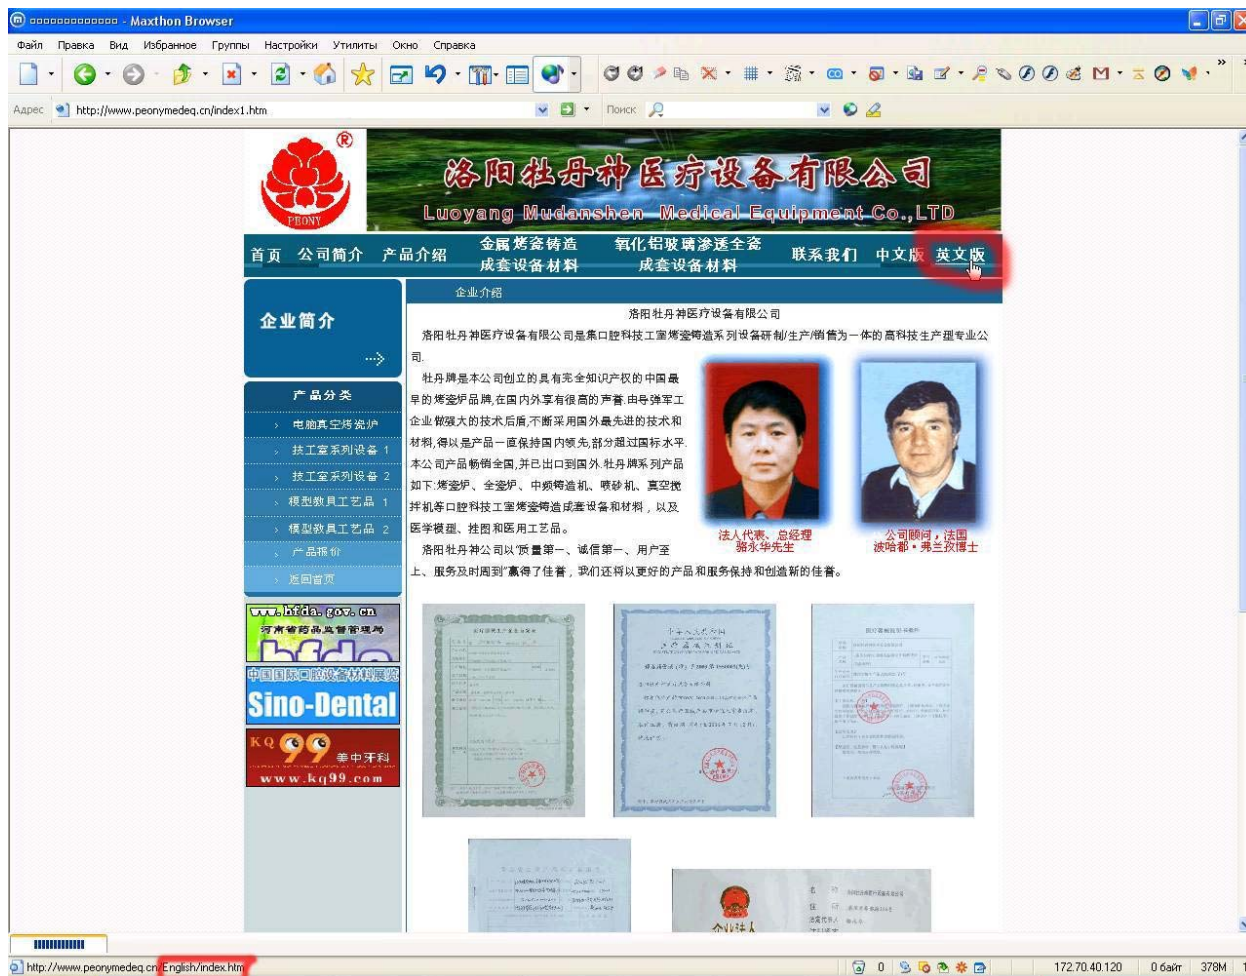 - Maxthon Browser
Файл Правка Вид Избранное Группы Настройки Утилиты Окно Справка
Адрес http://www.peonymedeq.cn/index1.htm Поиск
®
PEONY
洛阳牡丹神医疗设备有限公司
Luoyang Mudanshen Medical Equipment Co.,LTD
首页 公司简介 产品介绍 金属烤瓷铸造成套设备材料 氧化铝玻璃渗透全瓷成套设备材料 联系我们 中文版 英文版
企业简介
产品分类
电脑真空烤瓷炉
技工室系列设备 1
技工室系列设备 2
模型教具工艺品 1
模型教具工艺品 2
产品报价
返回首页
www.hfda.gov.cn
河南省药品监督管理局
hfda
中国国际口腔设备材料展览
Sino-Dental
KQ99 美中牙科
www.kq99.com
企业介绍
洛阳牡丹神医疗设备有限公司
洛阳牡丹神医疗设备有限公司是集口腔科技工室烤瓷铸造系列设备研制/生产/销售为一体的高科技生产型专业公
司.
牡丹牌是本公司创立的具有完全知识产权的中国最
早的烤瓷炉品牌,在国内外享有很高的声誉.由导弹军工
企业做强大的技术后盾,不断采用国外最先进的技术和
材料,得以是产品一直保持国内领先,部分超过国标水平.
本公司产品畅销全国,并已出口到国外.牡丹牌系列产品
如下:烤瓷炉、全瓷炉、中频铸造机、喷砂机、真空搅
拌机等口腔科技工室烤瓷铸造成套设备和材料，以及
医学模型、挂图和医用工艺品。
法人代表、总经理
骆永华先生
公司顾问，法国
波哈都·弗兰孜博士
洛阳牡丹神公司以“质量第一、诚信第一、用户至
上、服务及时周到”赢得了佳誉，我们还将以更好的产品和服务保持和创造新的佳誉。
企业法人
http://www.peonymedeq.cn/English/index.htm 0 172.70.40.120 0 байт 378M